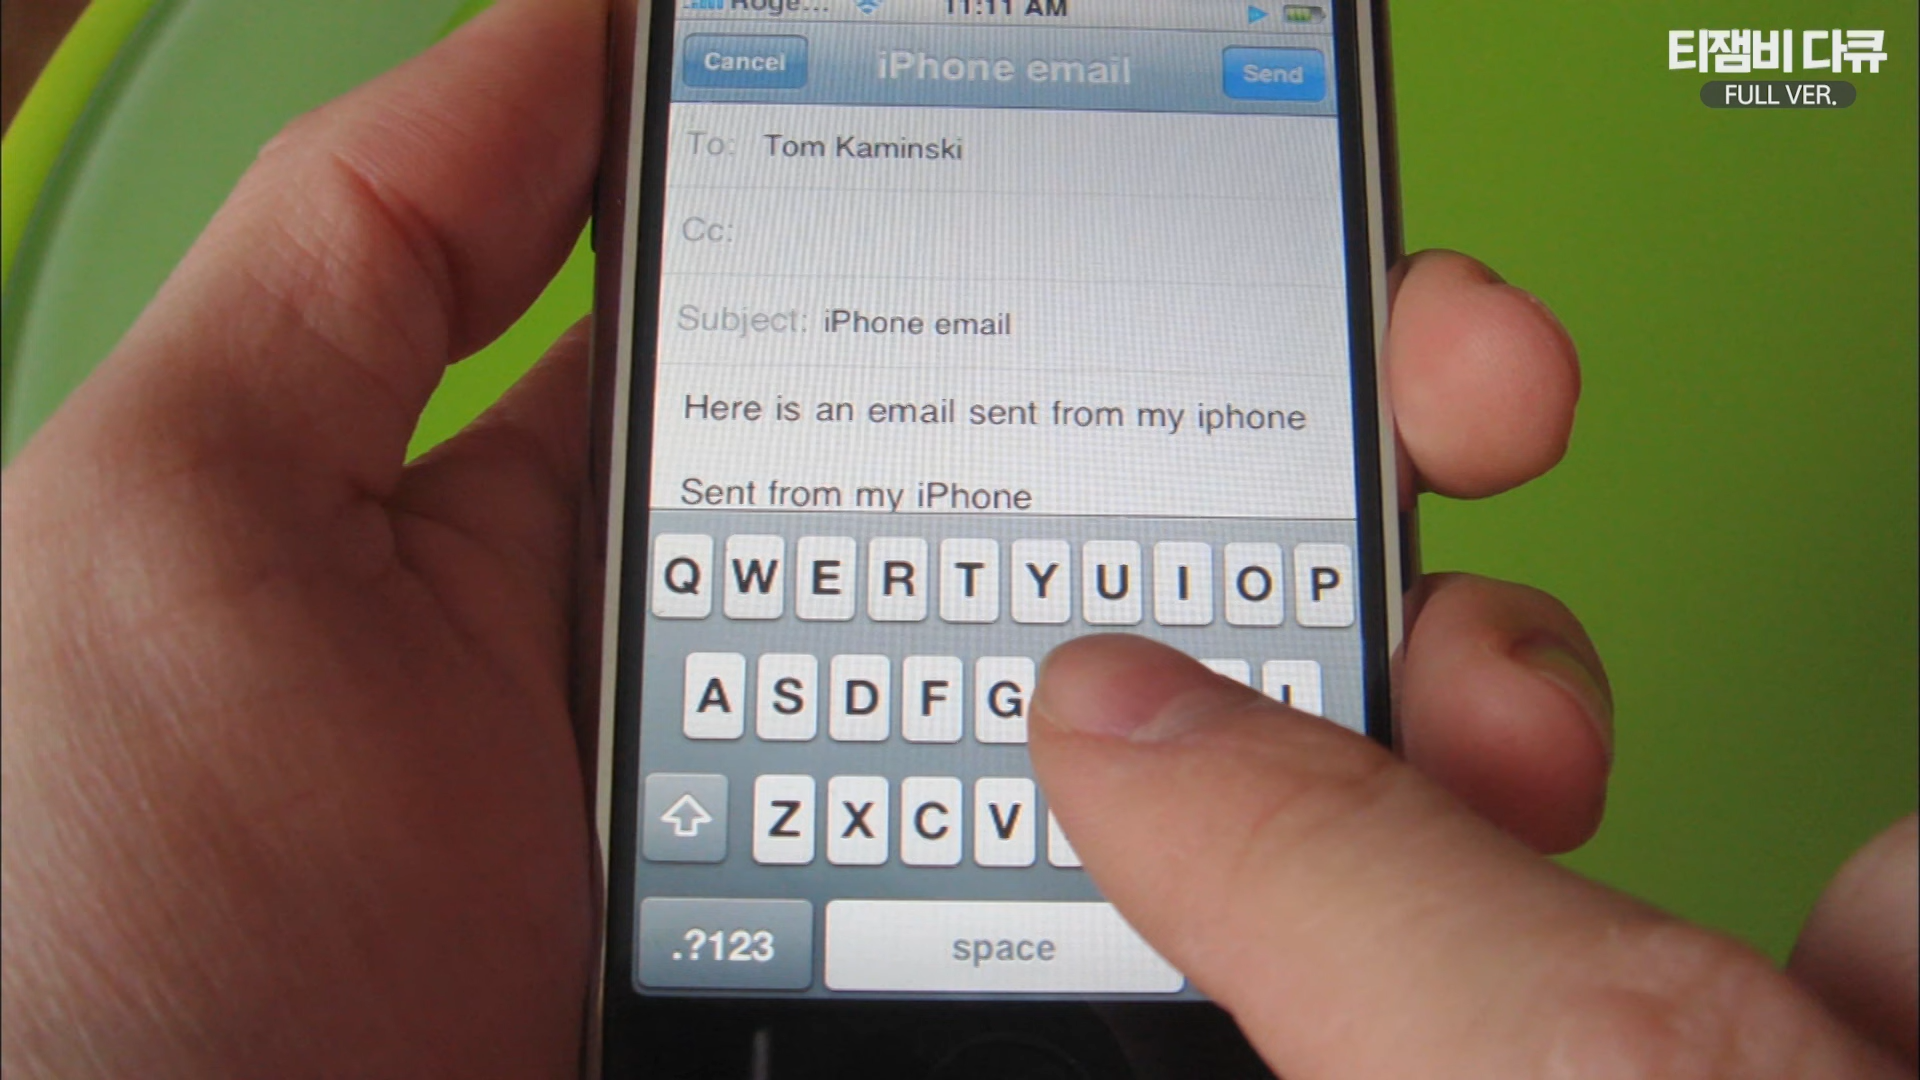 Roge... 11:11 AM
Cancel iPhone email Send
To: Tom Kaminski
Cc:
Subject: iPhone email
Here is an email sent from my iphone
Sent from my iPhone
Q W E R T Y U I O P
A S D F G
Z X C V
.?123 space
티잼비 다큐
FULL VER.